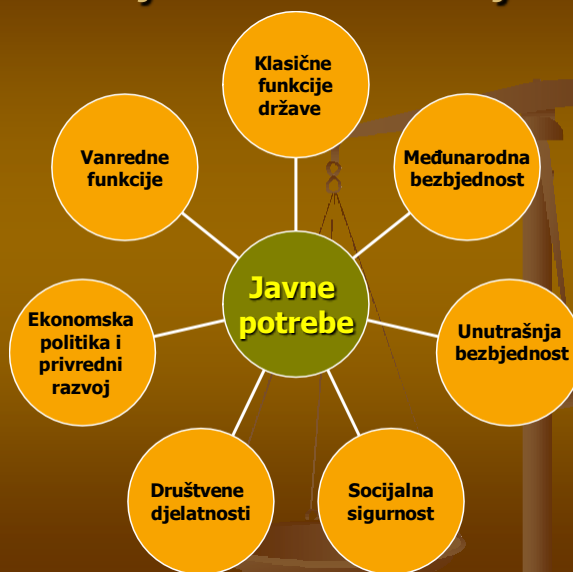 Klasične
funkcije
države
Međunarodna
bezbjednost
Unutrašnja
bezbjednost
Socijalna
sigurnost
Društvene
djelatnosti
Ekonomska
politika i
privredni
razvoj
Vanredne
funkcije
Javne
potrebe